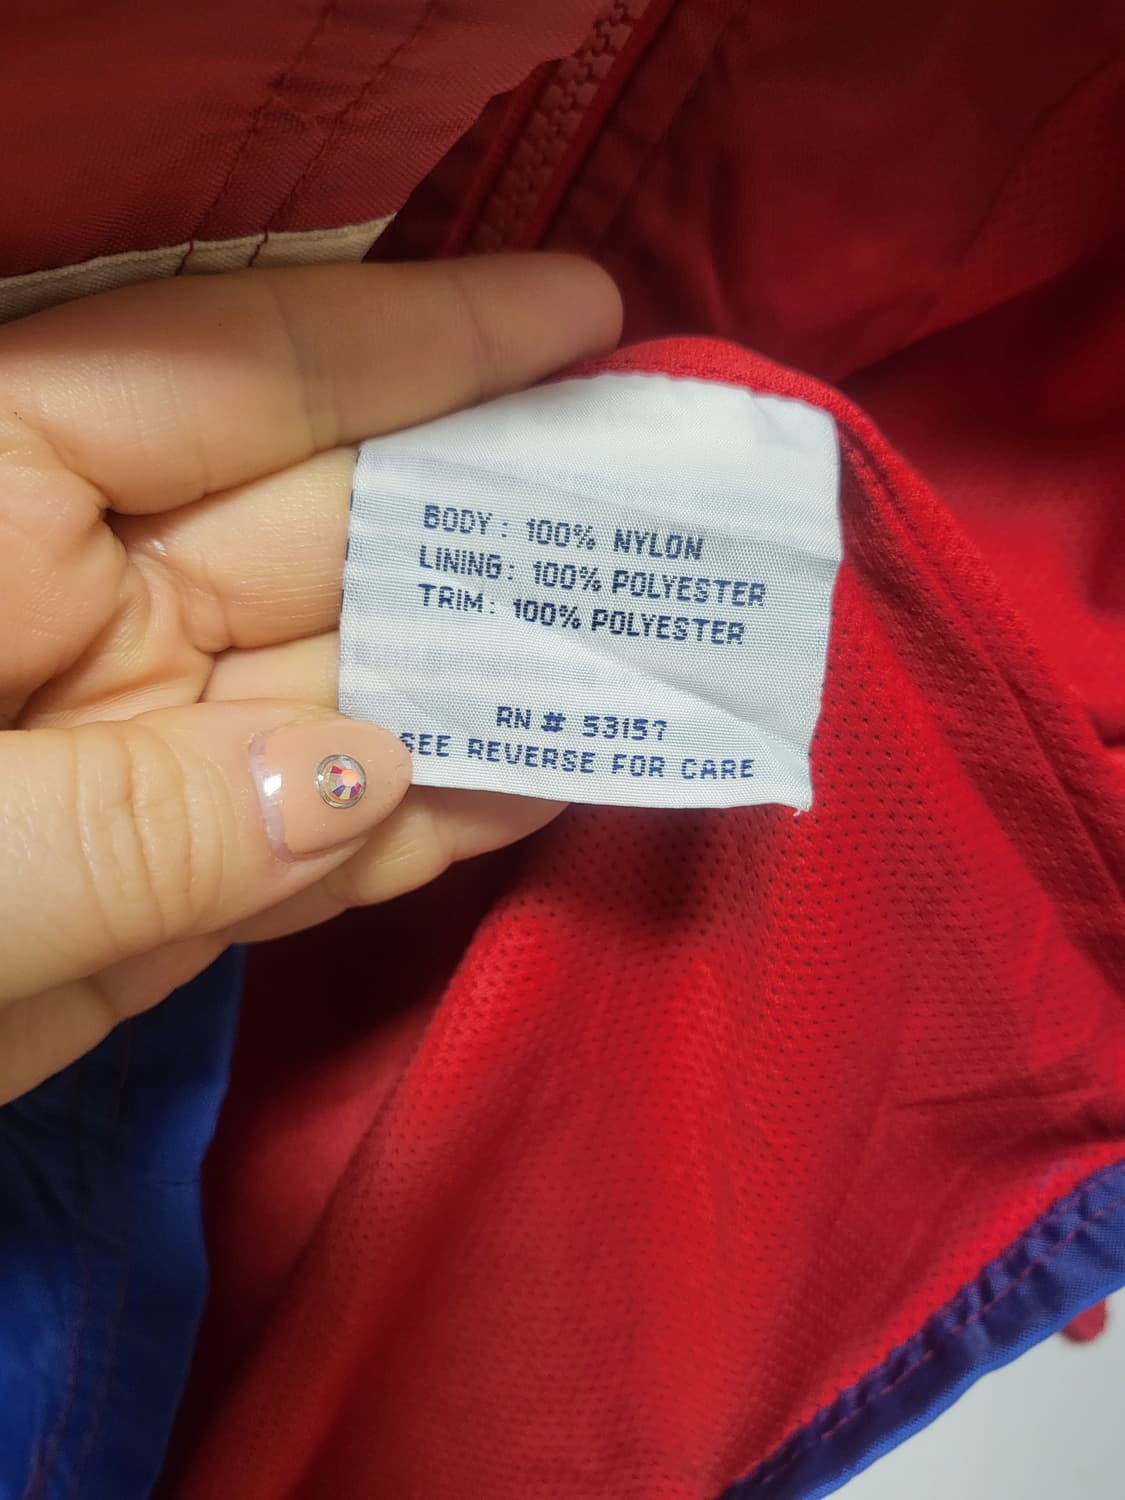 BODY : 100% NYLON
LINING : 100% POLYESTER
TRIM : 100% POLYESTER
RN # 53157
SEE REVERSE FOR CARE